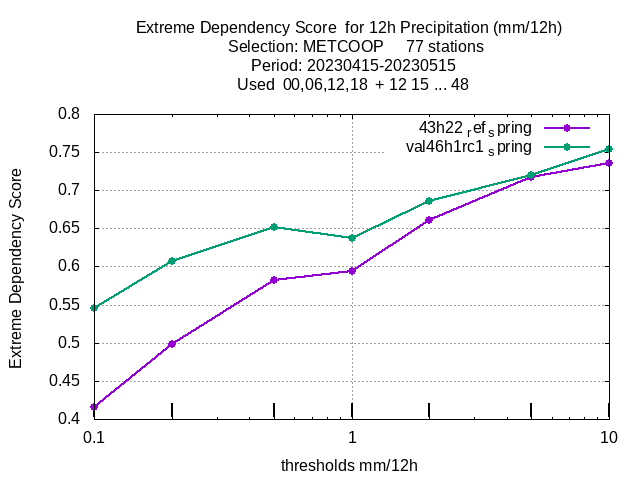 Extreme Dependency Score  for 12h Precipitation (mm/12h)
Selection: METCOOP     77 stations
Period: 20230415-20230515
Used  00,06,12,18  + 12 15 ... 48
43h22_ref_spring
val46h1rc1_spring
Extreme Dependency Score
0.8
0.75
0.7
0.65
0.6
0.55
0.5
0.45
0.4
0.1
1
10
thresholds mm/12h